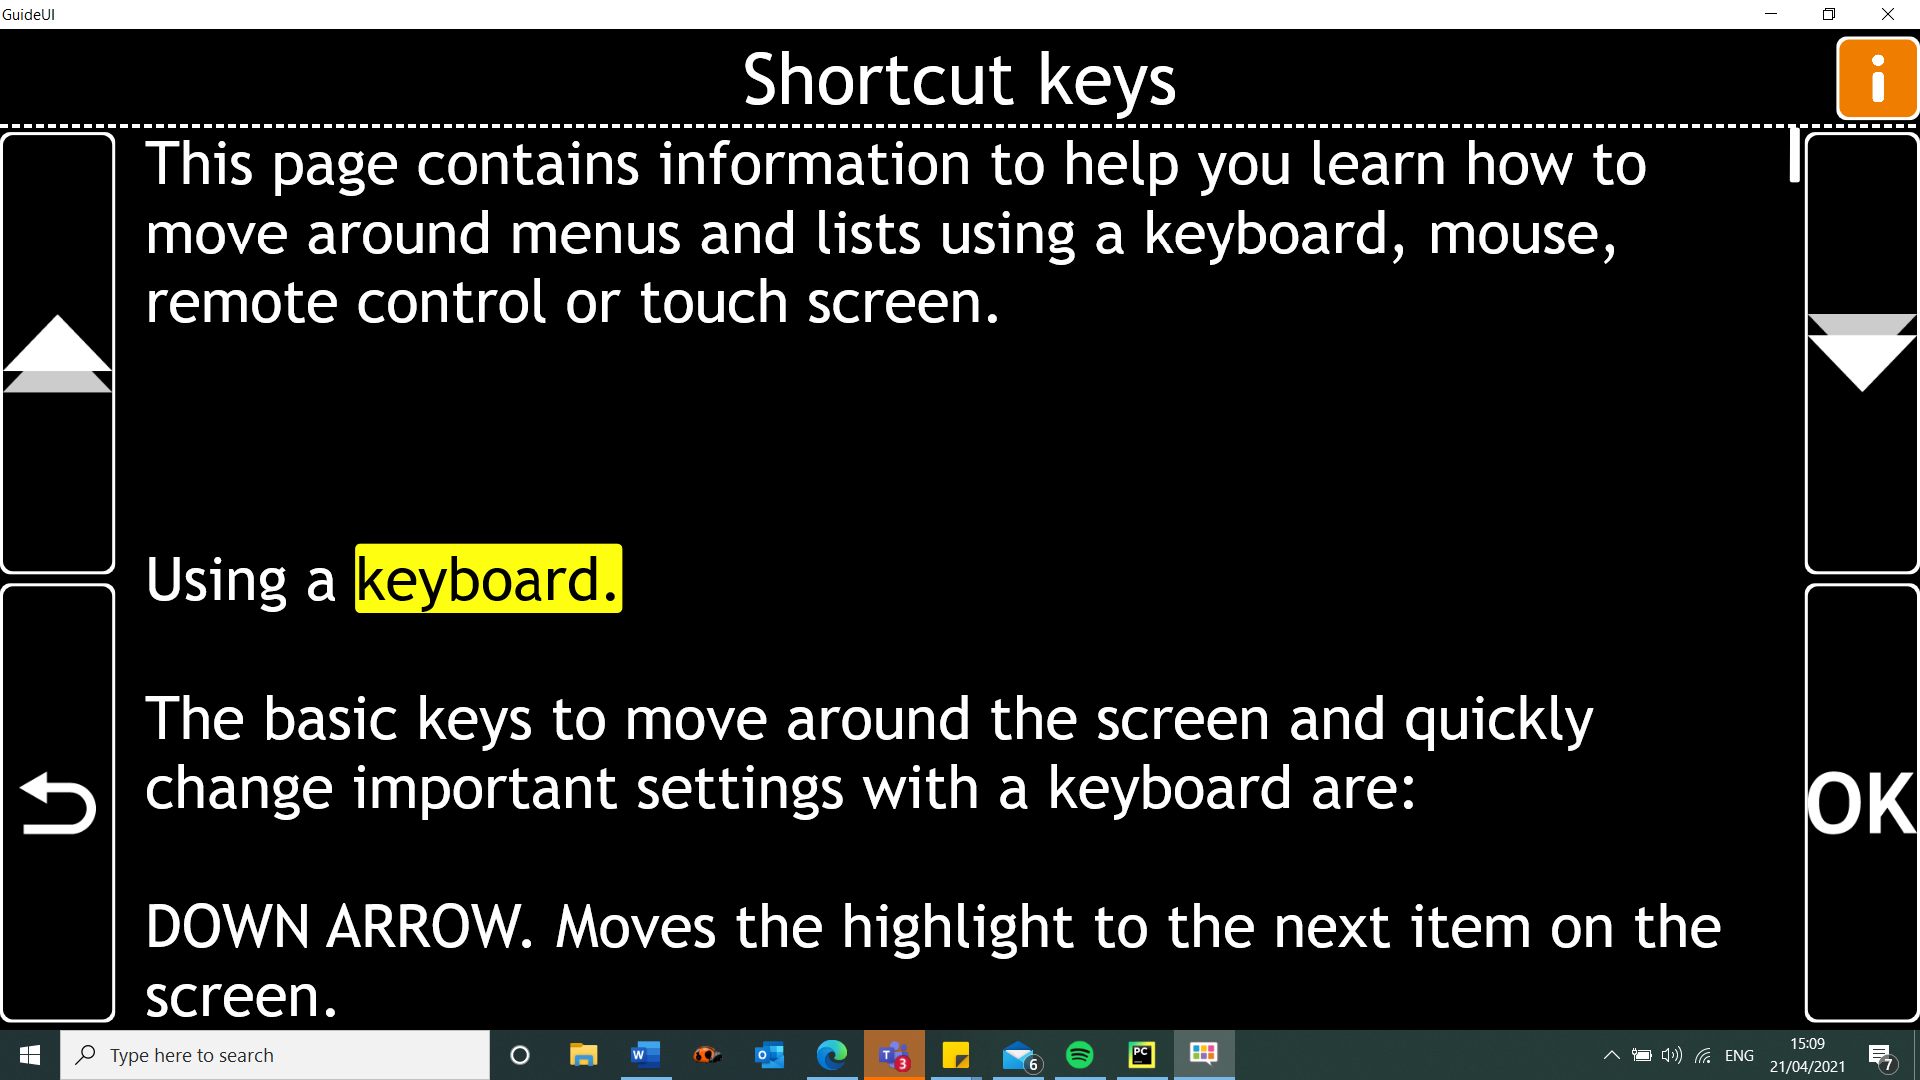 GuideUI
Shortcut keys
i
This page contains information to help you learn how to
move around menus and lists using a keyboard, mouse,
remote control or touch screen.
Using a keyboard.
The basic keys to move around the screen and quickly
change important settings with a keyboard are:
OK
DOWN ARROW. Moves the highlight to the next item on the
screen.
Type here to search
W
O
T
3
6
PC
ENG
15:09
21/04/2021
7